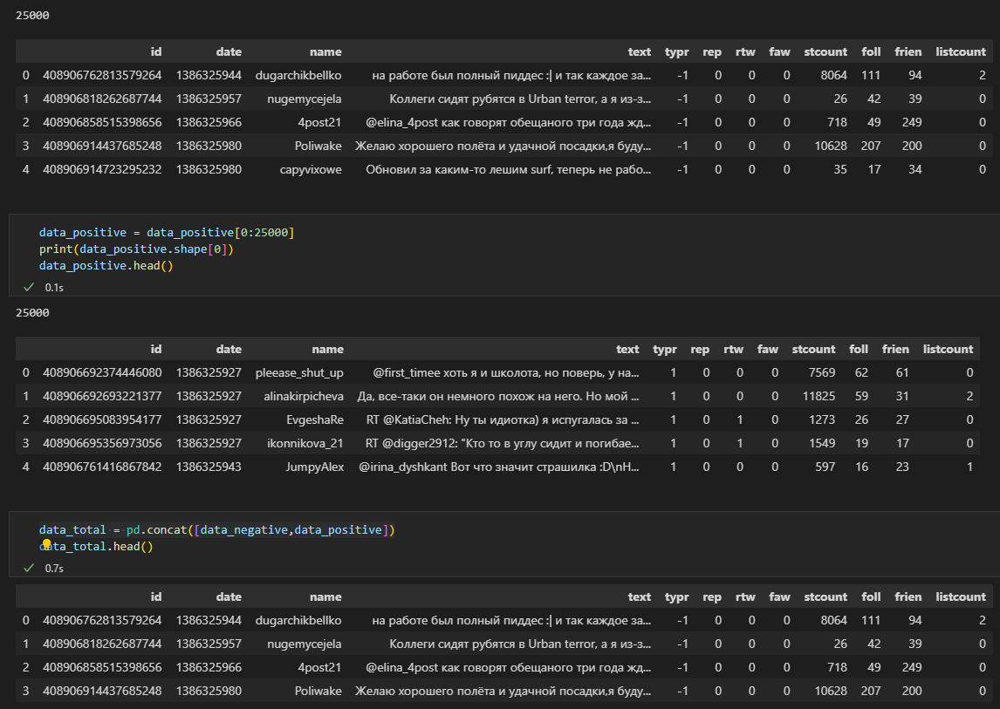 25000
id date name text typr rep rtw faw stcount foll frien listcount
0 408906762813579264 1386325944 dugarchikbellko на работе был полный пиддес :| и так каждое за... -1 0 0 0 8064 111 94 2
1 408906818262687744 1386325957 nugemycejela Коллеги сидят рубятся в Urban terror, а я из-з... -1 0 0 0 26 42 39 0
2 408906858515398656 1386325966 4post21 @elina_4post как говорят обещаного три года жд... -1 0 0 0 718 49 249 0
3 408906914437685248 1386325980 Poliwake Желаю хорошего полёта и удачной посадки,я буду... -1 0 0 0 10628 207 200 0
4 408906914723295232 1386325980 capyvixowe Обновил за каким-то лешим surf, теперь не рабо... -1 0 0 0 35 17 34 0
data_positive = data_positive[0:25000]
print(data_positive.shape[0])
data_positive.head()
0.1s
25000
id date name text typr rep rtw faw stcount foll frien listcount
0 408906692374446080 1386325927 pleease_shut_up @first_timee хоть я и школота, но поверь, у на... 1 0 0 0 7569 62 61 0
1 408906692693221377 1386325927 alinakirpicheva Да, все-таки он немного похож на него. Но мой ... 1 0 0 0 11825 59 31 2
2 408906695083954177 1386325927 EvgeshaRe RT @KatiaCheh: Ну ты идиотка) я испугалась за ... 1 0 1 0 1273 26 27 0
3 408906695356973056 1386325927 ikonnikova_21 RT @digger2912: "Кто то в углу сидит и погибае... 1 0 1 0 1549 19 17 0
4 408906761416867842 1386325943 JumpyAlex @irina_dyshkant Вот что значит страшилка :D\nН... 1 0 0 0 597 16 23 1
data_total = pd.concat([data_negative,data_positive])
data_total.head()
0.7s
id date name text typr rep rtw faw stcount foll frien listcount
0 408906762813579264 1386325944 dugarchikbellko на работе был полный пиддес :| и так каждое за... -1 0 0 0 8064 111 94 2
1 408906818262687744 1386325957 nugemycejela Коллеги сидят рубятся в Urban terror, а я из-з... -1 0 0 0 26 42 39 0
2 408906858515398656 1386325966 4post21 @elina_4post как говорят обещаного три года жд... -1 0 0 0 718 49 249 0
3 408906914437685248 1386325980 Poliwake Желаю хорошего полёта и удачной посадки,я буду... -1 0 0 0 10628 207 200 0